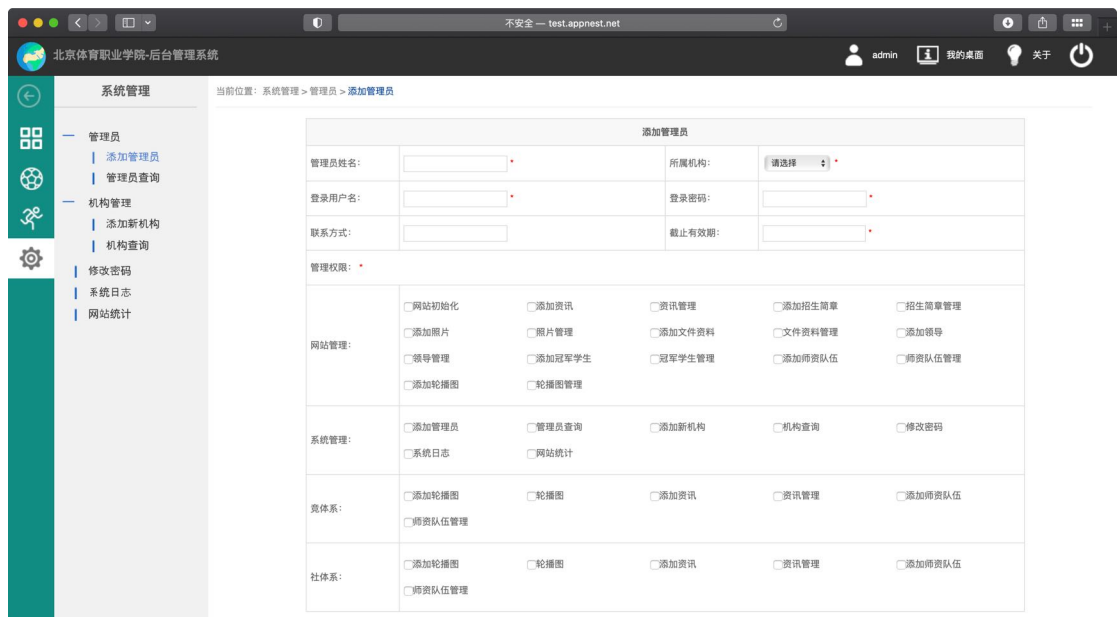 不安全 — test.appnest.net
北京体育职业学院-后台管理系统
admin
我的桌面
关于
系统管理
当前位置：系统管理 > 管理员 > 添加管理员
管理员
添加管理员
管理员查询
机构管理
添加新机构
机构查询
修改密码
系统日志
网站统计
添加管理员
管理员姓名： * 所属机构： 请选择 *
登录用户名： * 登录密码： *
联系方式： 截止有效期： *
管理权限： *
网站管理：
网站初始化 添加资讯 资讯管理 添加招生简章 招生简章管理
添加照片 照片管理 添加文件资料 文件资料管理 添加领导
领导管理 添加冠军学生 冠军学生管理 添加师资队伍 师资队伍管理
添加轮播图 轮播图管理
系统管理：
添加管理员 管理员查询 添加新机构 机构查询 修改密码
系统日志 网站统计
竞体系：
添加轮播图 轮播图 添加资讯 资讯管理 添加师资队伍
师资队伍管理
社体系：
添加轮播图 轮播图 添加资讯 资讯管理 添加师资队伍
师资队伍管理